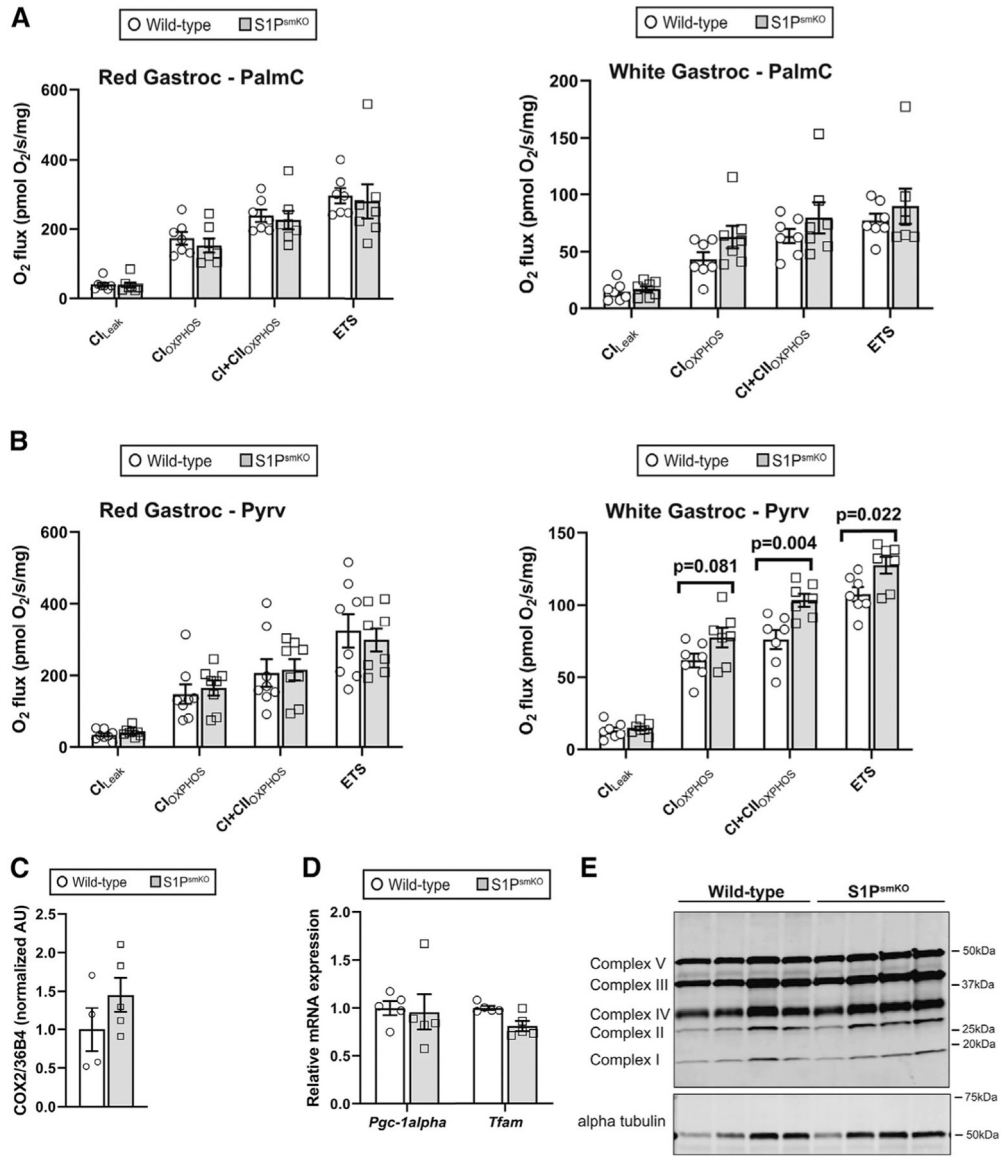 A
Wild-type S1PsmKO
Red Gastroc - PalmC
O2 flux (pmol O2/s/mg)
600
400
200
0
CILeak
CIOXPHOS
CI+CIIOXPHOS
ETS
Wild-type S1PsmKO
White Gastroc - PalmC
O2 flux (pmol O2/s/mg)
200
150
100
50
0
CILeak
CIOXPHOS
CI+CIIOXPHOS
ETS
B
Wild-type S1PsmKO
Red Gastroc - Pyrv
O2 flux (pmol O2/s/mg)
600
400
200
0
CILeak
CIOXPHOS
CI+CIIOXPHOS
ETS
Wild-type S1PsmKO
White Gastroc - Pyrv
O2 flux (pmol O2/s/mg)
150
100
50
0
p=0.081
p=0.004
p=0.022
CILeak
CIOXPHOS
CI+CIIOXPHOS
ETS
C
Wild-type
S1PsmKO
COX2/36B4 (normalized AU)
2.5
2.0
1.5
1.0
0.5
0.0
D
Wild-type S1PsmKO
Relative mRNA expression
2.0
1.5
1.0
0.5
0.0
Pgc-1alpha Tfam
E
Wild-type S1PsmKO
Complex V
Complex III
Complex IV
Complex II
Complex I
50kDa
37kDa
25kDa
20kDa
alpha tubulin
75kDa
50kDa